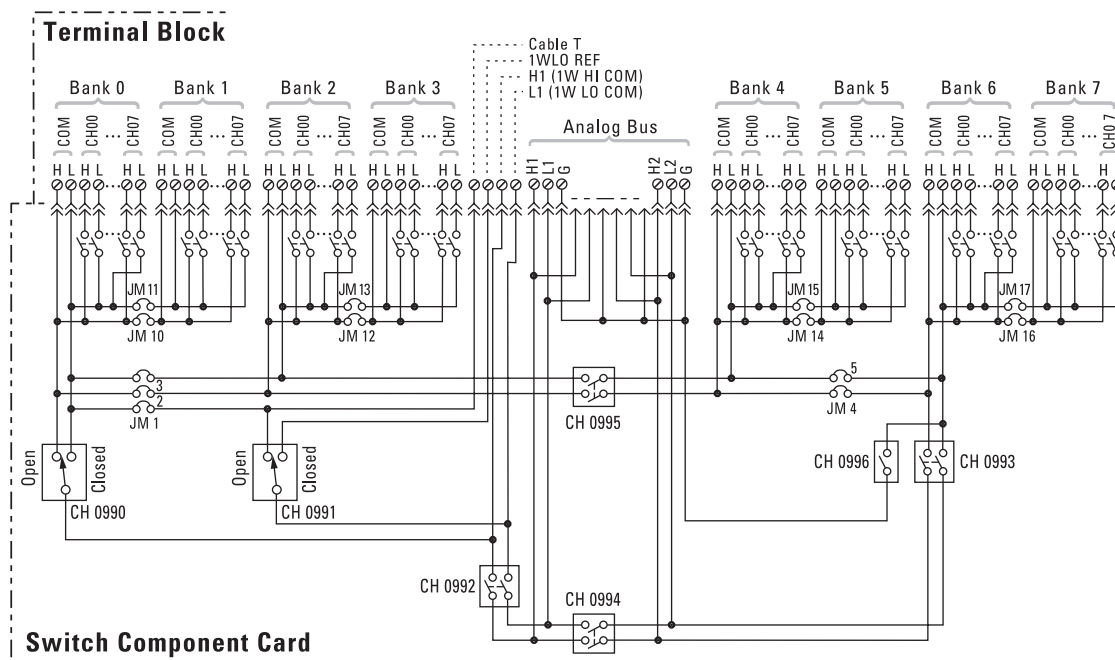 Terminal Block
Cable T
1WLO REF
H1 (1W HI COM)
L1 (1W LO COM)
Bank 0 Bank 1 Bank 2 Bank 3 Analog Bus Bank 4 Bank 5 Bank 6 Bank 7
COM CH00 ... CH07 COM CH00 ... CH07 COM CH00 ... CH07 COM CH00 ... CH07 COM CH00 ... CH07 COM CH00 ... CH07 COM CH00 ... CH07 COM CH00 ... CH0 7
H L H L H L H L H L H L H L H L H L H L H L H L H1 L1 G H2 L2 G H L H L H L H L H L H L H L H L H L H L H L H
JM 11 JM 13 JM 15 JM 17
JM 10 JM 12 JM 14 JM 16
3
2
JM 1
5
JM 4
CH 0995
Open Closed
CH 0990
Open Closed
CH 0991
CH 0996 CH 0993
CH 0992
CH 0994
Switch Component Card